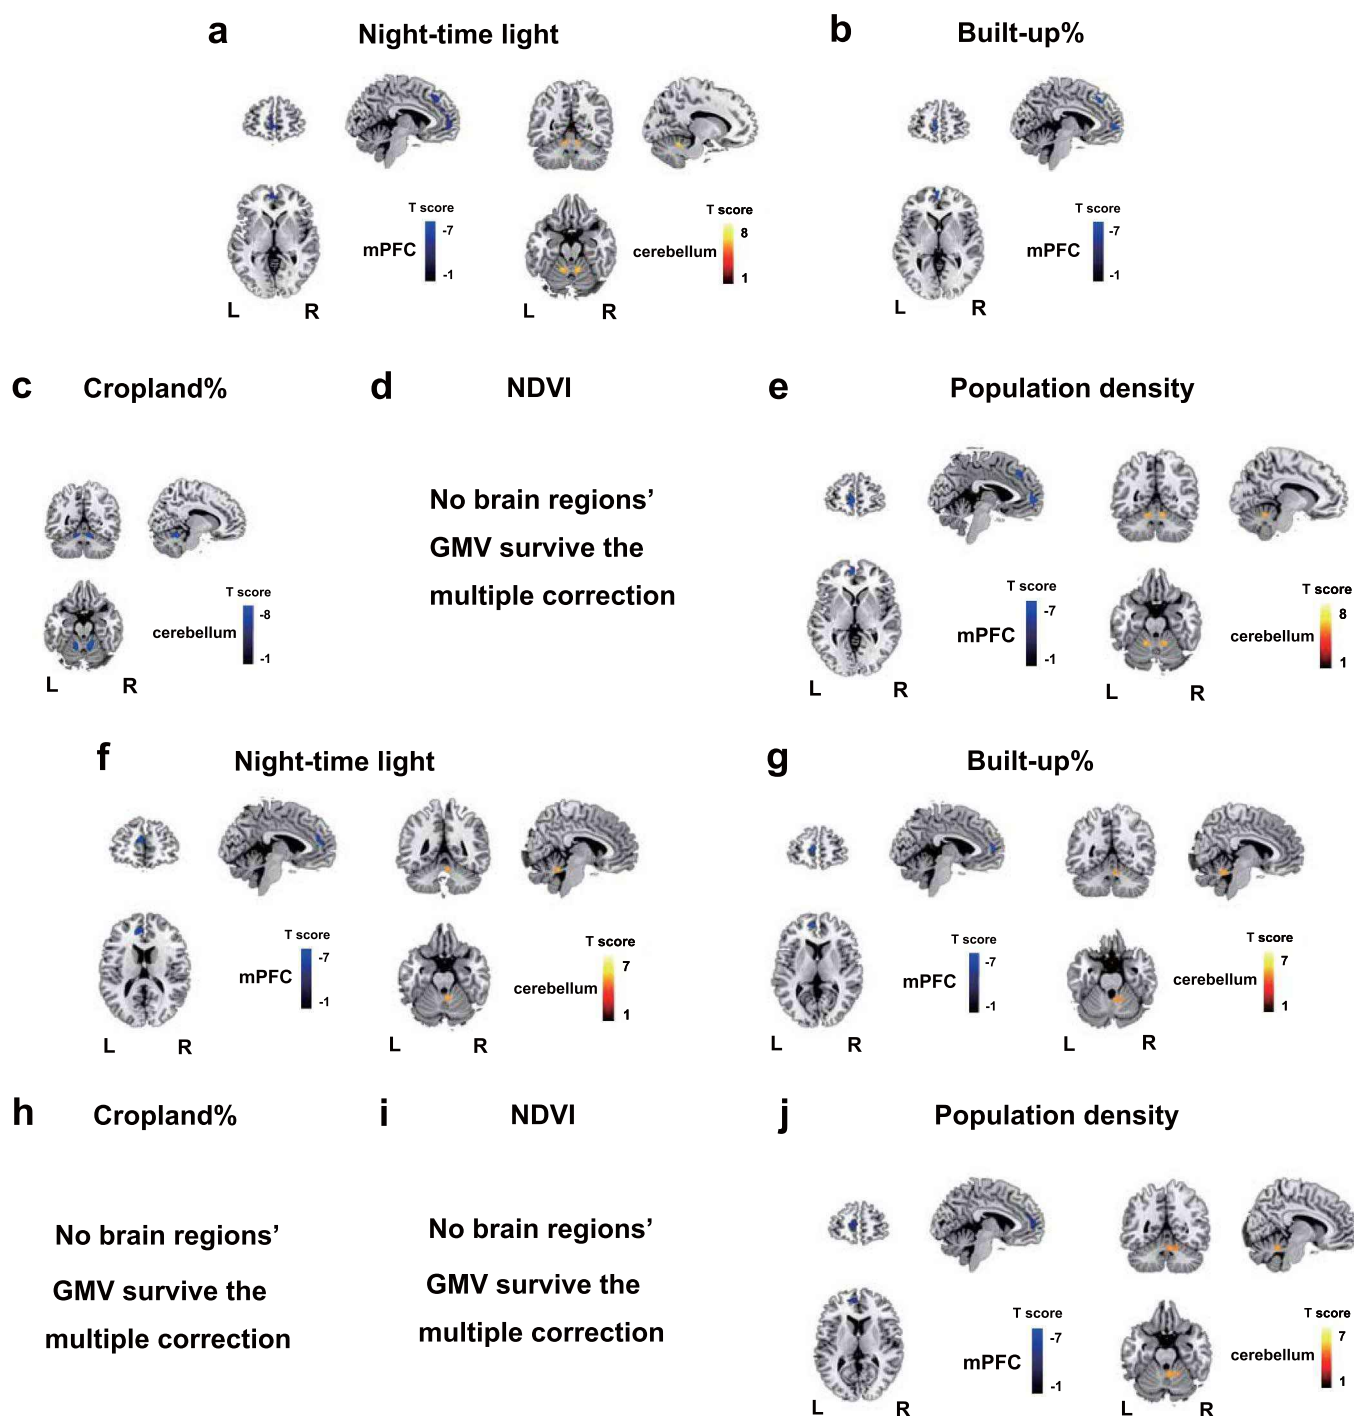 a Night-time light
b Built-up%
T score
-7
mPFC
-1
L R
T score
8
cerebellum
1
L R
T score
-7
mPFC
-1
L R
c Cropland%
d NDVI
e Population density
T score
-8
cerebellum
-1
L R
No brain regions’
GMV survive the
multiple correction
T score
-7
mPFC
-1
L R
T score
8
cerebellum
1
L R
f Night-time light
g Built-up%
T score
-7
mPFC
-1
L R
T score
7
cerebellum
1
L R
T score
-7
mPFC
-1
L R
T score
7
cerebellum
1
L R
h Cropland%
i NDVI
j Population density
No brain regions’
GMV survive the
multiple correction
No brain regions’
GMV survive the
multiple correction
T score
-7
mPFC
-1
L R
T score
7
cerebellum
1
L R